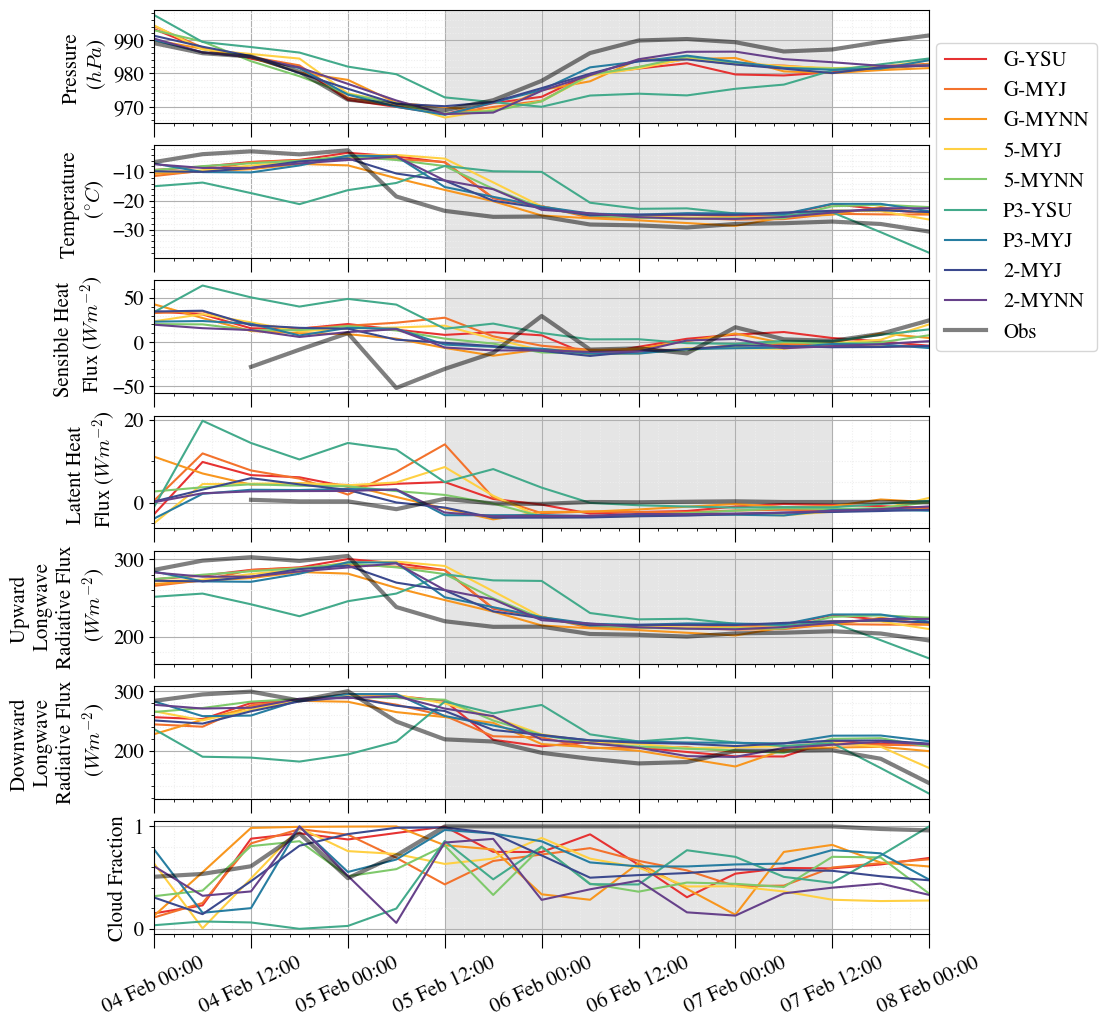 Pressure
(hPa)
990
980
970
Temperature
(°C)
−10
−20
−30
Sensible Heat
Flux (Wm⁻²)
50
0
−50
Latent Heat
Flux (Wm⁻²)
20
0
Upward
Longwave
Radiative Flux
(Wm⁻²)
300
200
Downward
Longwave
Radiative Flux
(Wm⁻²)
300
200
Cloud Fraction
1
0
04 Feb 00:00
04 Feb 12:00
05 Feb 00:00
05 Feb 12:00
06 Feb 00:00
06 Feb 12:00
07 Feb 00:00
07 Feb 12:00
08 Feb 00:00
G-YSU
G-MYJ
G-MYNN
5-MYJ
5-MYNN
P3-YSU
P3-MYJ
2-MYJ
2-MYNN
Obs